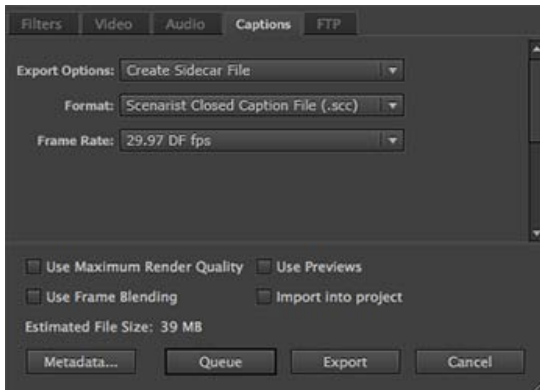 Filters Video Audio Captions FTP
Export Options: Create Sidecar File
Format: Scenarist Closed Caption File (.scc)
Frame Rate: 29.97 DF fps
Use Maximum Render Quality Use Previews
Use Frame Blending Import into project
Estimated File Size: 39 MB
Metadata... Queue Export Cancel